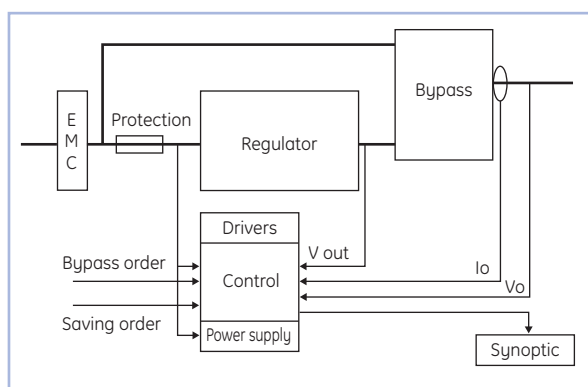 E
M
C
Protection
Regulator
Bypass
Drivers
Control
Power supply
Bypass order
Saving order
V out
Io
Vo
Synoptic